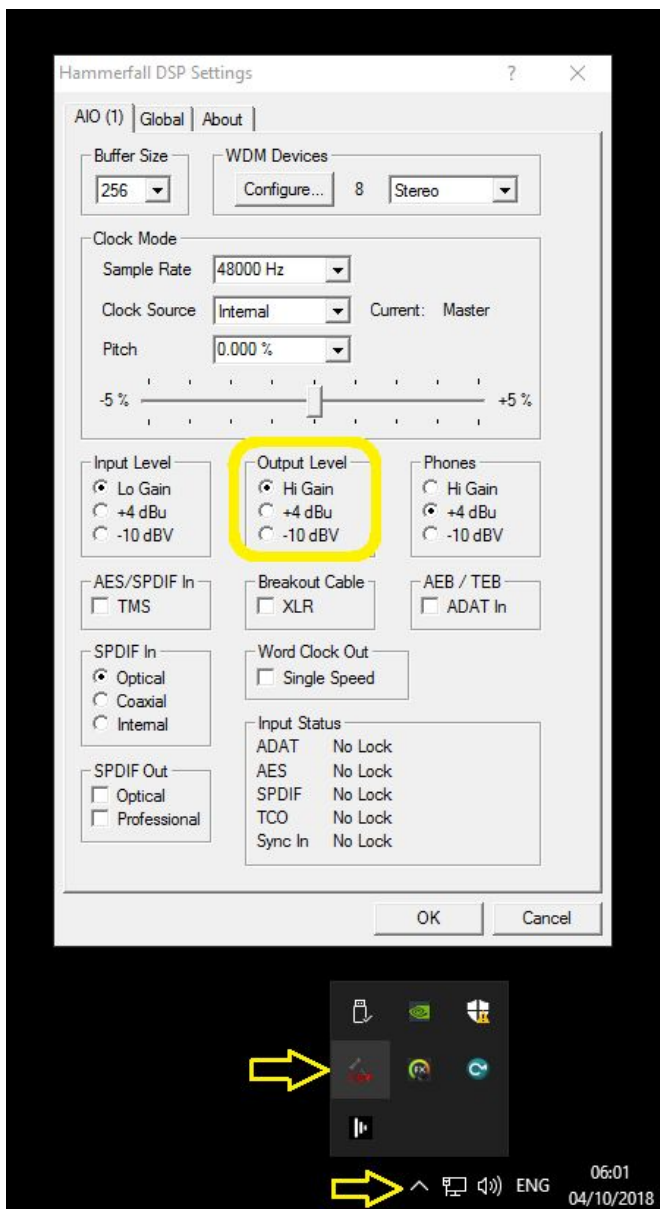 Hammerfall DSP Settings ?
AIO (1) Global About
Buffer Size
256
WDM Devices
Configure... 8 Stereo
Clock Mode
Sample Rate 48000 Hz
Clock Source Internal Current: Master
Pitch 0.000 %
-5 % +5 %
Input Level
Lo Gain
+4 dBu
-10 dBV
Output Level
Hi Gain
+4 dBu
-10 dBV
Phones
Hi Gain
+4 dBu
-10 dBV
AES/SPDIF In
TMS
Breakout Cable
XLR
AEB / TEB
ADAT In
SPDIF In
Optical
Coaxial
Internal
Word Clock Out
Single Speed
SPDIF Out
Optical
Professional
Input Status
ADAT No Lock
AES No Lock
SPDIF No Lock
TCO No Lock
Sync In No Lock
OK Cancel
FX
ENG
06:01
04/10/2018